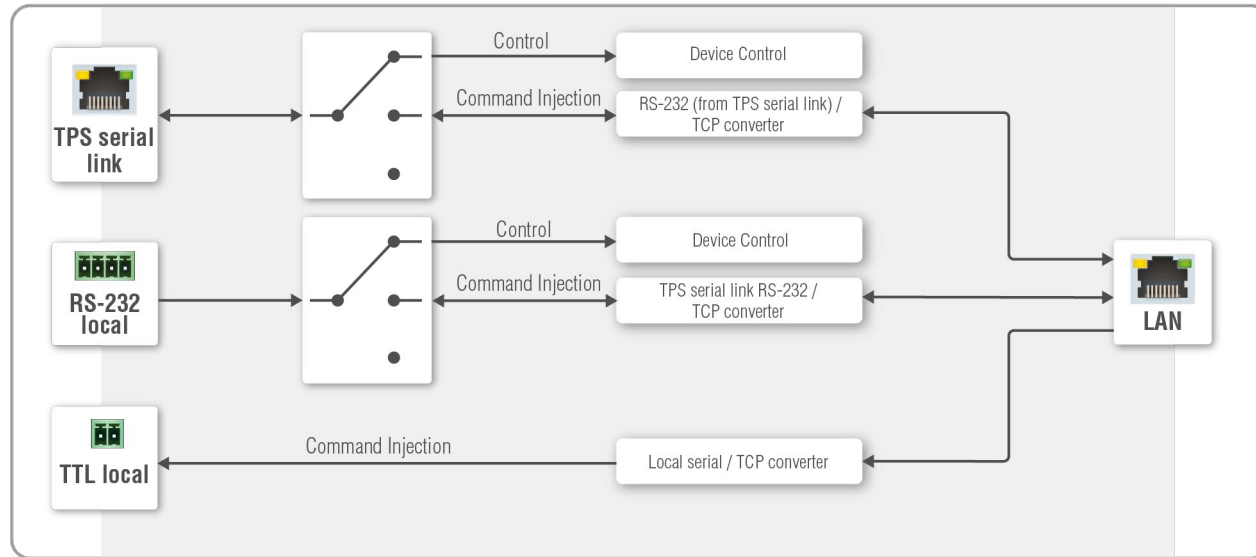 TPS serial
link
Control
Device Control
Command Injection
RS-232 (from TPS serial link) /
TCP converter
RS-232
local
Control
Device Control
Command Injection
TPS serial link RS-232 /
TCP converter
LAN
TTL local
Command Injection
Local serial / TCP converter